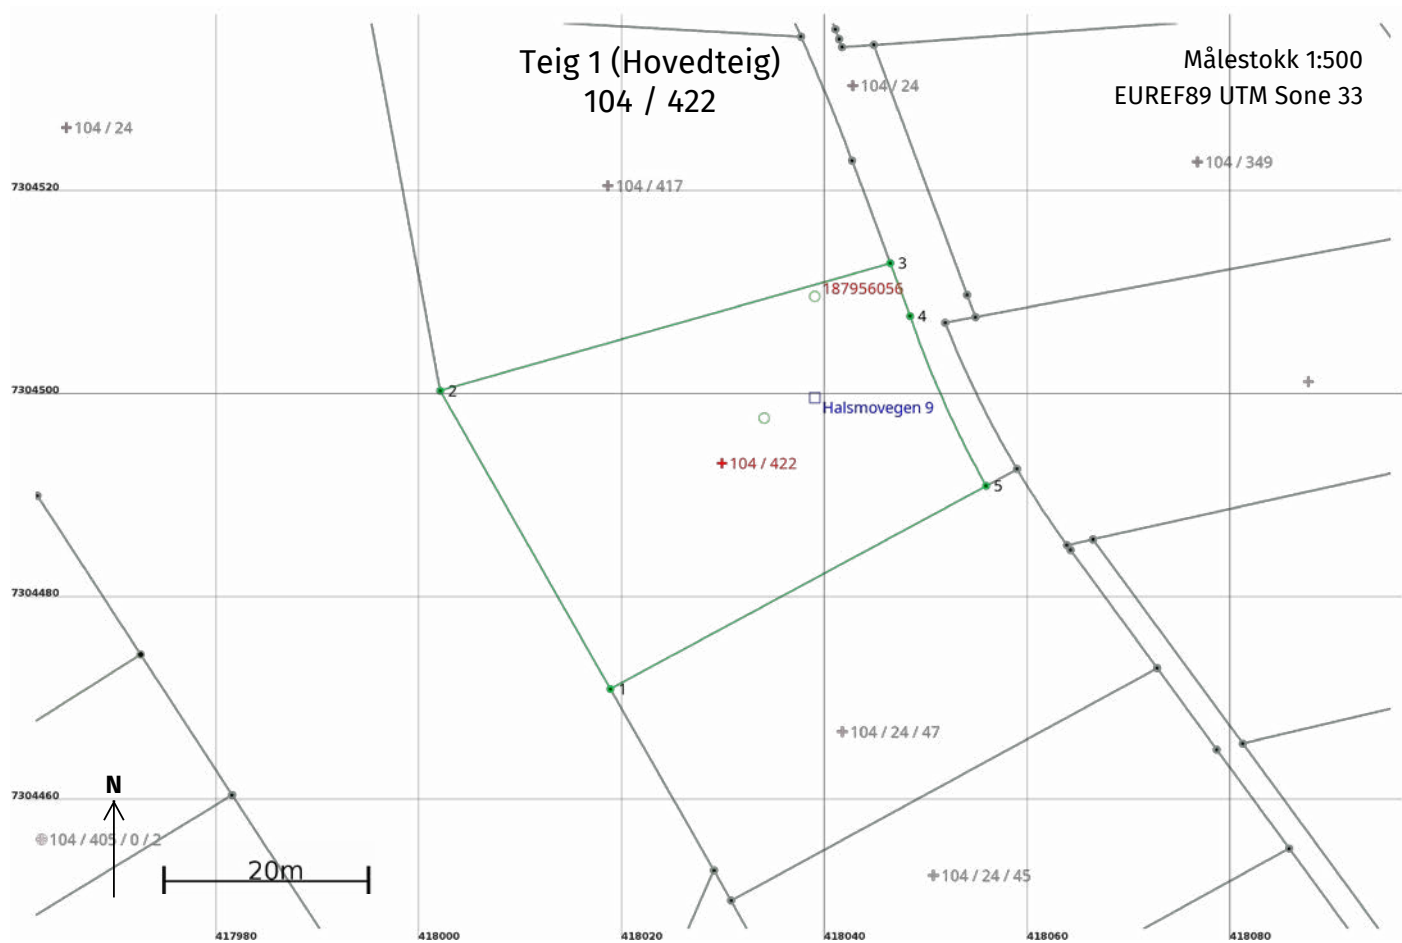 Teig 1 (Hovedteig)
104 / 422
Målestokk 1:500
EUREF89 UTM Sone 33
104 / 24
104 / 24
104 / 349
104 / 417
7304520
3
187956056
4
7304500
2
Halsmovegen 9
104 / 422
5
7304480
1
104 / 24 / 47
N
7304460
104 / 405 / 0 / 2
20m
104 / 24 / 45
417980
418000
418020
418040
418060
418080